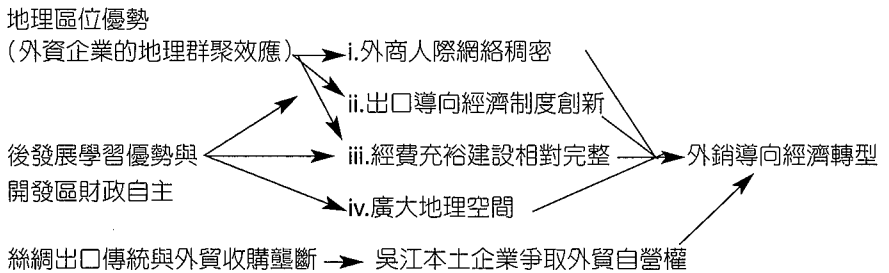 地理區位優勢
(外資企業的地理群聚效應) i.外商人際網絡稠密
ii.出口導向經濟制度創新
後發展學習優勢與 iii.經費充裕建設相對完整 外銷導向經濟轉型
開發區財政自主
iv.廣大地理空間
絲綢出口傳統與外貿收購壟斷 吳江本土企業爭取外貿自營權